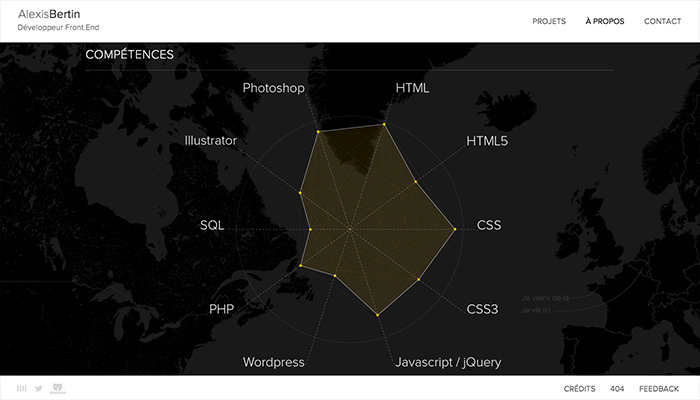 AlexisBertin
Développeur Front End
PROJETS À PROPOS CONTACT
COMPÉTENCES
Photoshop HTML
Illustrator HTML5
SQL CSS
PHP CSS3
Wordpress Javascript / jQuery
Je viens de là
Je vis ici
CRÉDITS 404 FEEDBACK